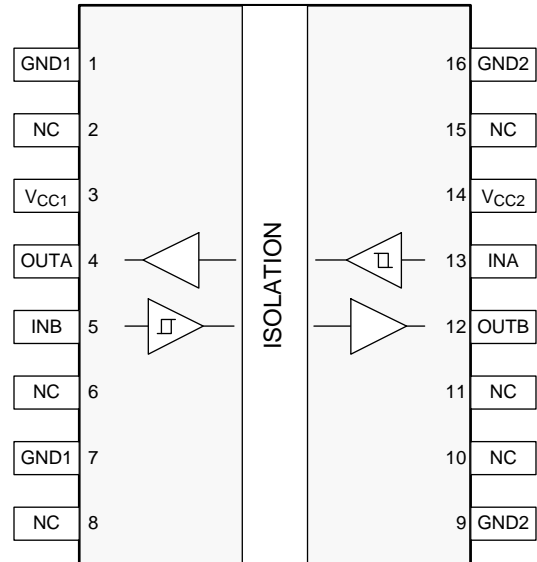 GND1 1 16 GND2
NC 2 15 NC
VCC1 3 14 VCC2
OUTA 4 13 INA
INB 5 12 OUTB
NC 6 11 NC
GND1 7 10 NC
NC 8 9 GND2
ISOLATION